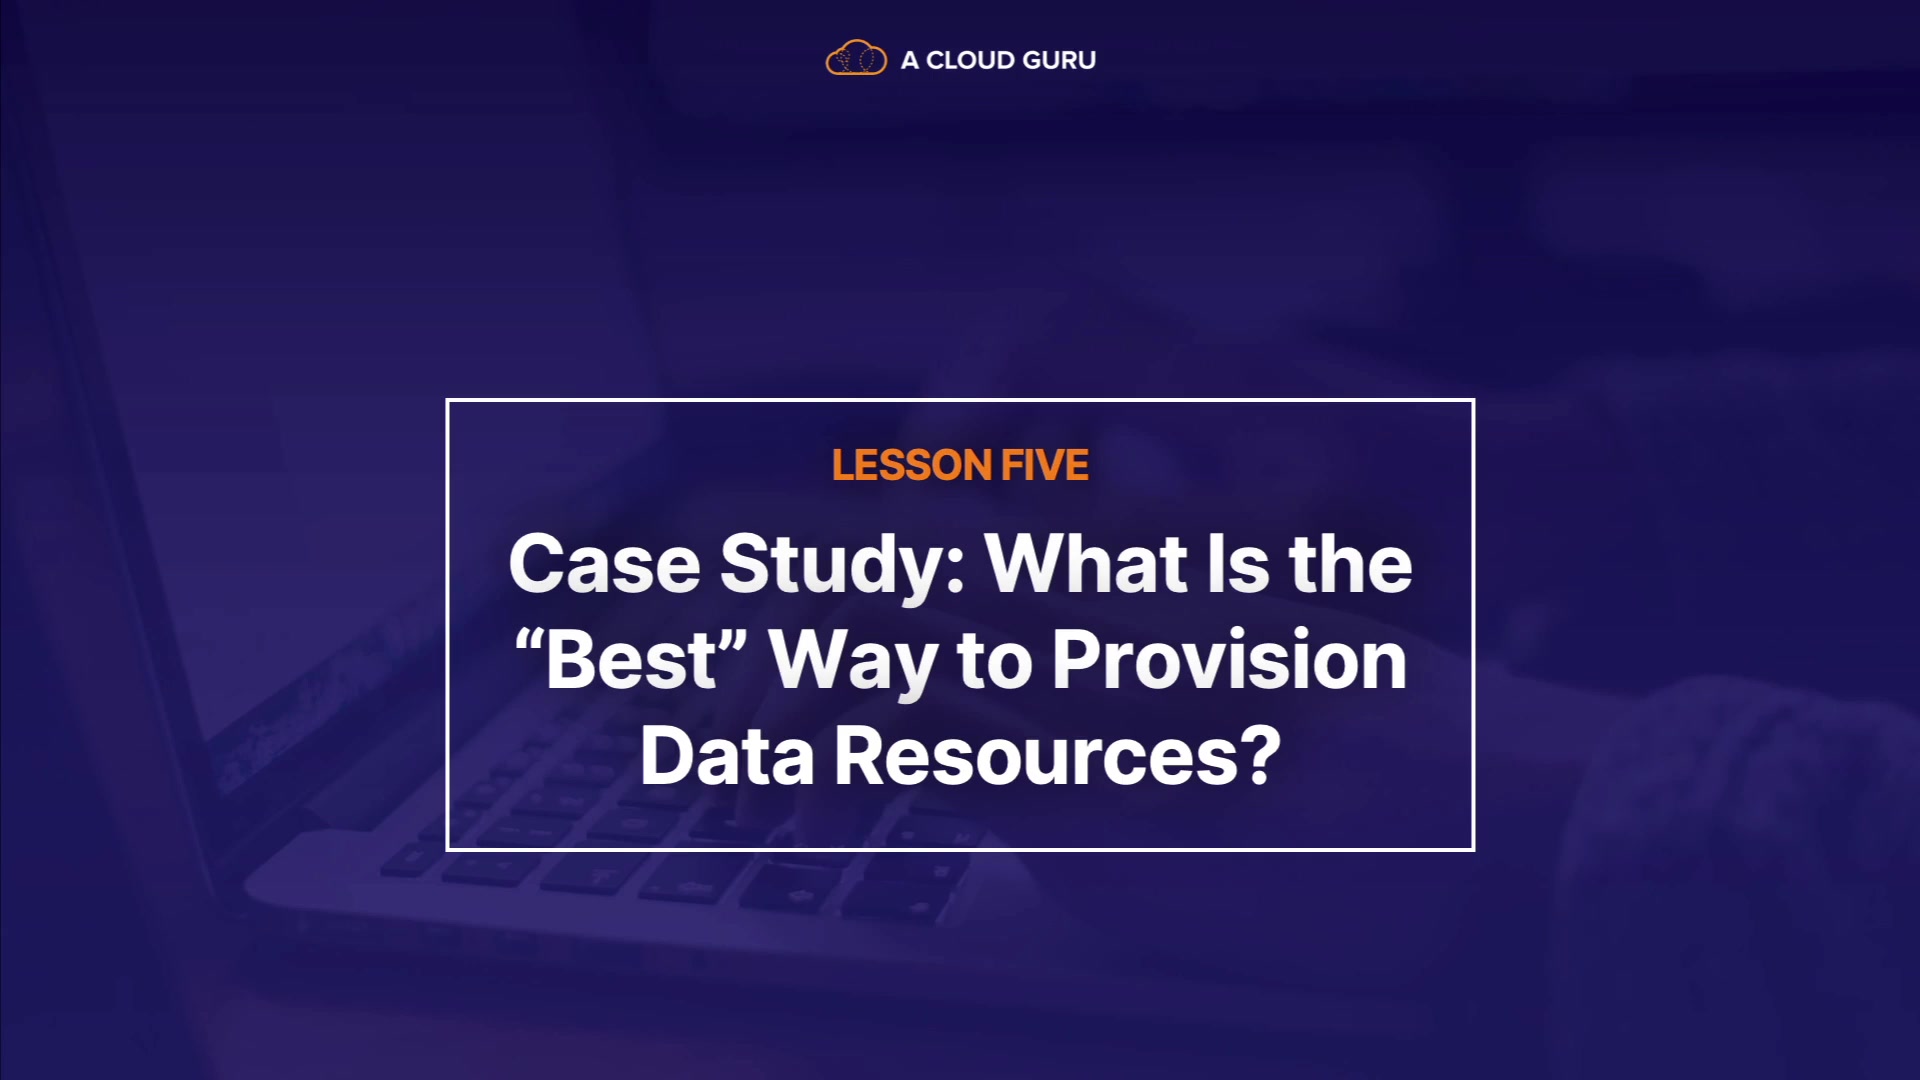 A CLOUD GURU
LESSON FIVE
Case Study: What Is the
“Best” Way to Provision
Data Resources?